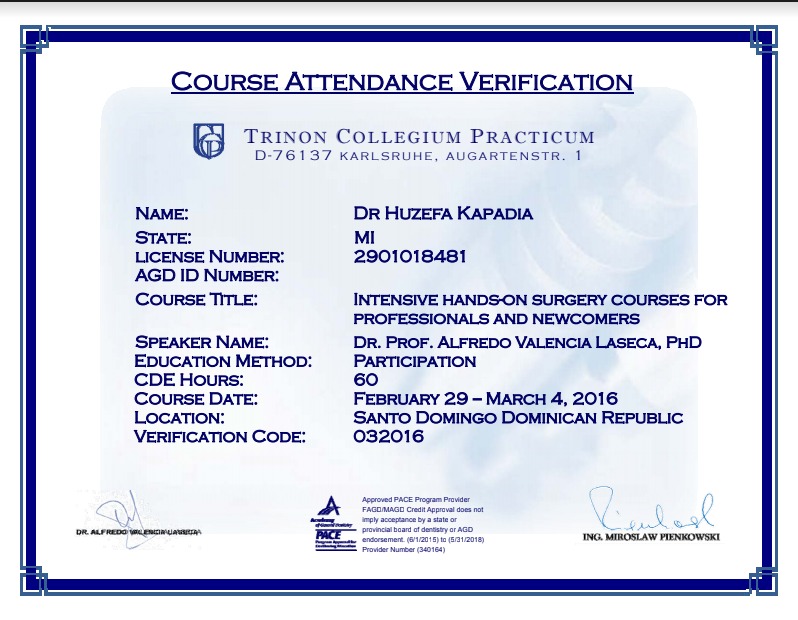 COURSE ATTENDANCE VERIFICATION
TRINON COLLEGIUM PRACTICUM
D-76137 KARLSRUHE, AUGARTENSTR. 1
NAME: DR HUZEFA KAPADIA
STATE: MI
LICENSE NUMBER: 2901018481
AGD ID NUMBER:
COURSE TITLE: INTENSIVE HANDS-ON SURGERY COURSES FOR
PROFESSIONALS AND NEWCOMERS
SPEAKER NAME: DR. PROF. ALFREDO VALENCIA LASECA, PHD
EDUCATION METHOD: PARTICIPATION
CDE HOURS: 60
COURSE DATE: FEBRUARY 29 – MARCH 4, 2016
LOCATION: SANTO DOMINGO DOMINICAN REPUBLIC
VERIFICATION CODE: 032016
DR. ALFREDO VALENCIA LASECA
Academy
of General Dentistry
PACE
Program Approval for
Continuing Education
Approved PACE Program Provider
FAGD/MAGD Credit Approval does not
imply acceptance by a state or
provincial board of dentistry or AGD
endorsement. (6/1/2015) to (5/31/2018)
Provider Number (340164)
ING. MIROSLAW PIENKOWSKI